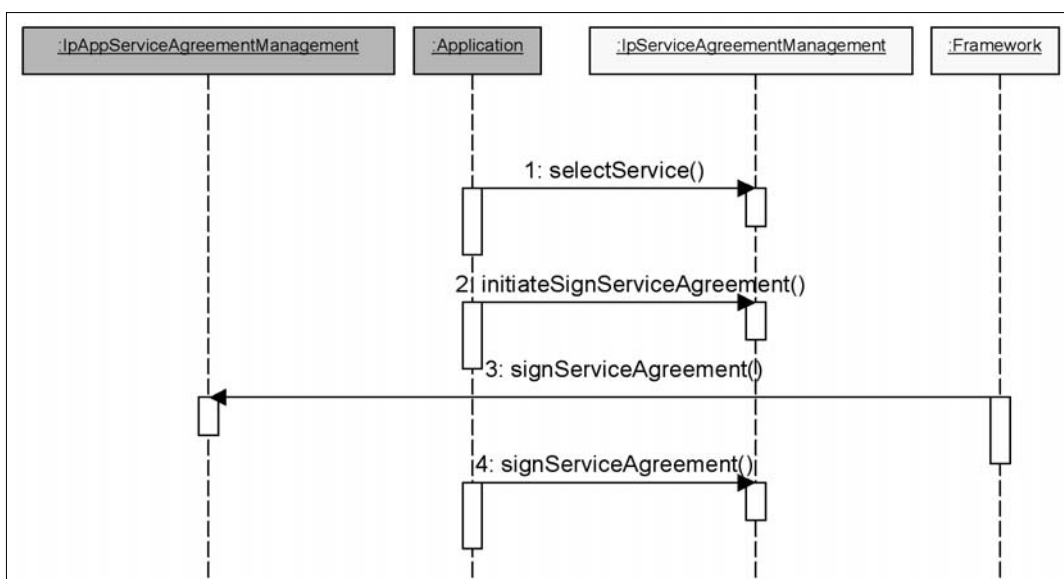 :IpAppServiceAgreementManagement
:Application
:IpServiceAgreementManagement
:Framework
1: selectService()
2: initiateSignServiceAgreement()
3: signServiceAgreement()
4: signServiceAgreement()